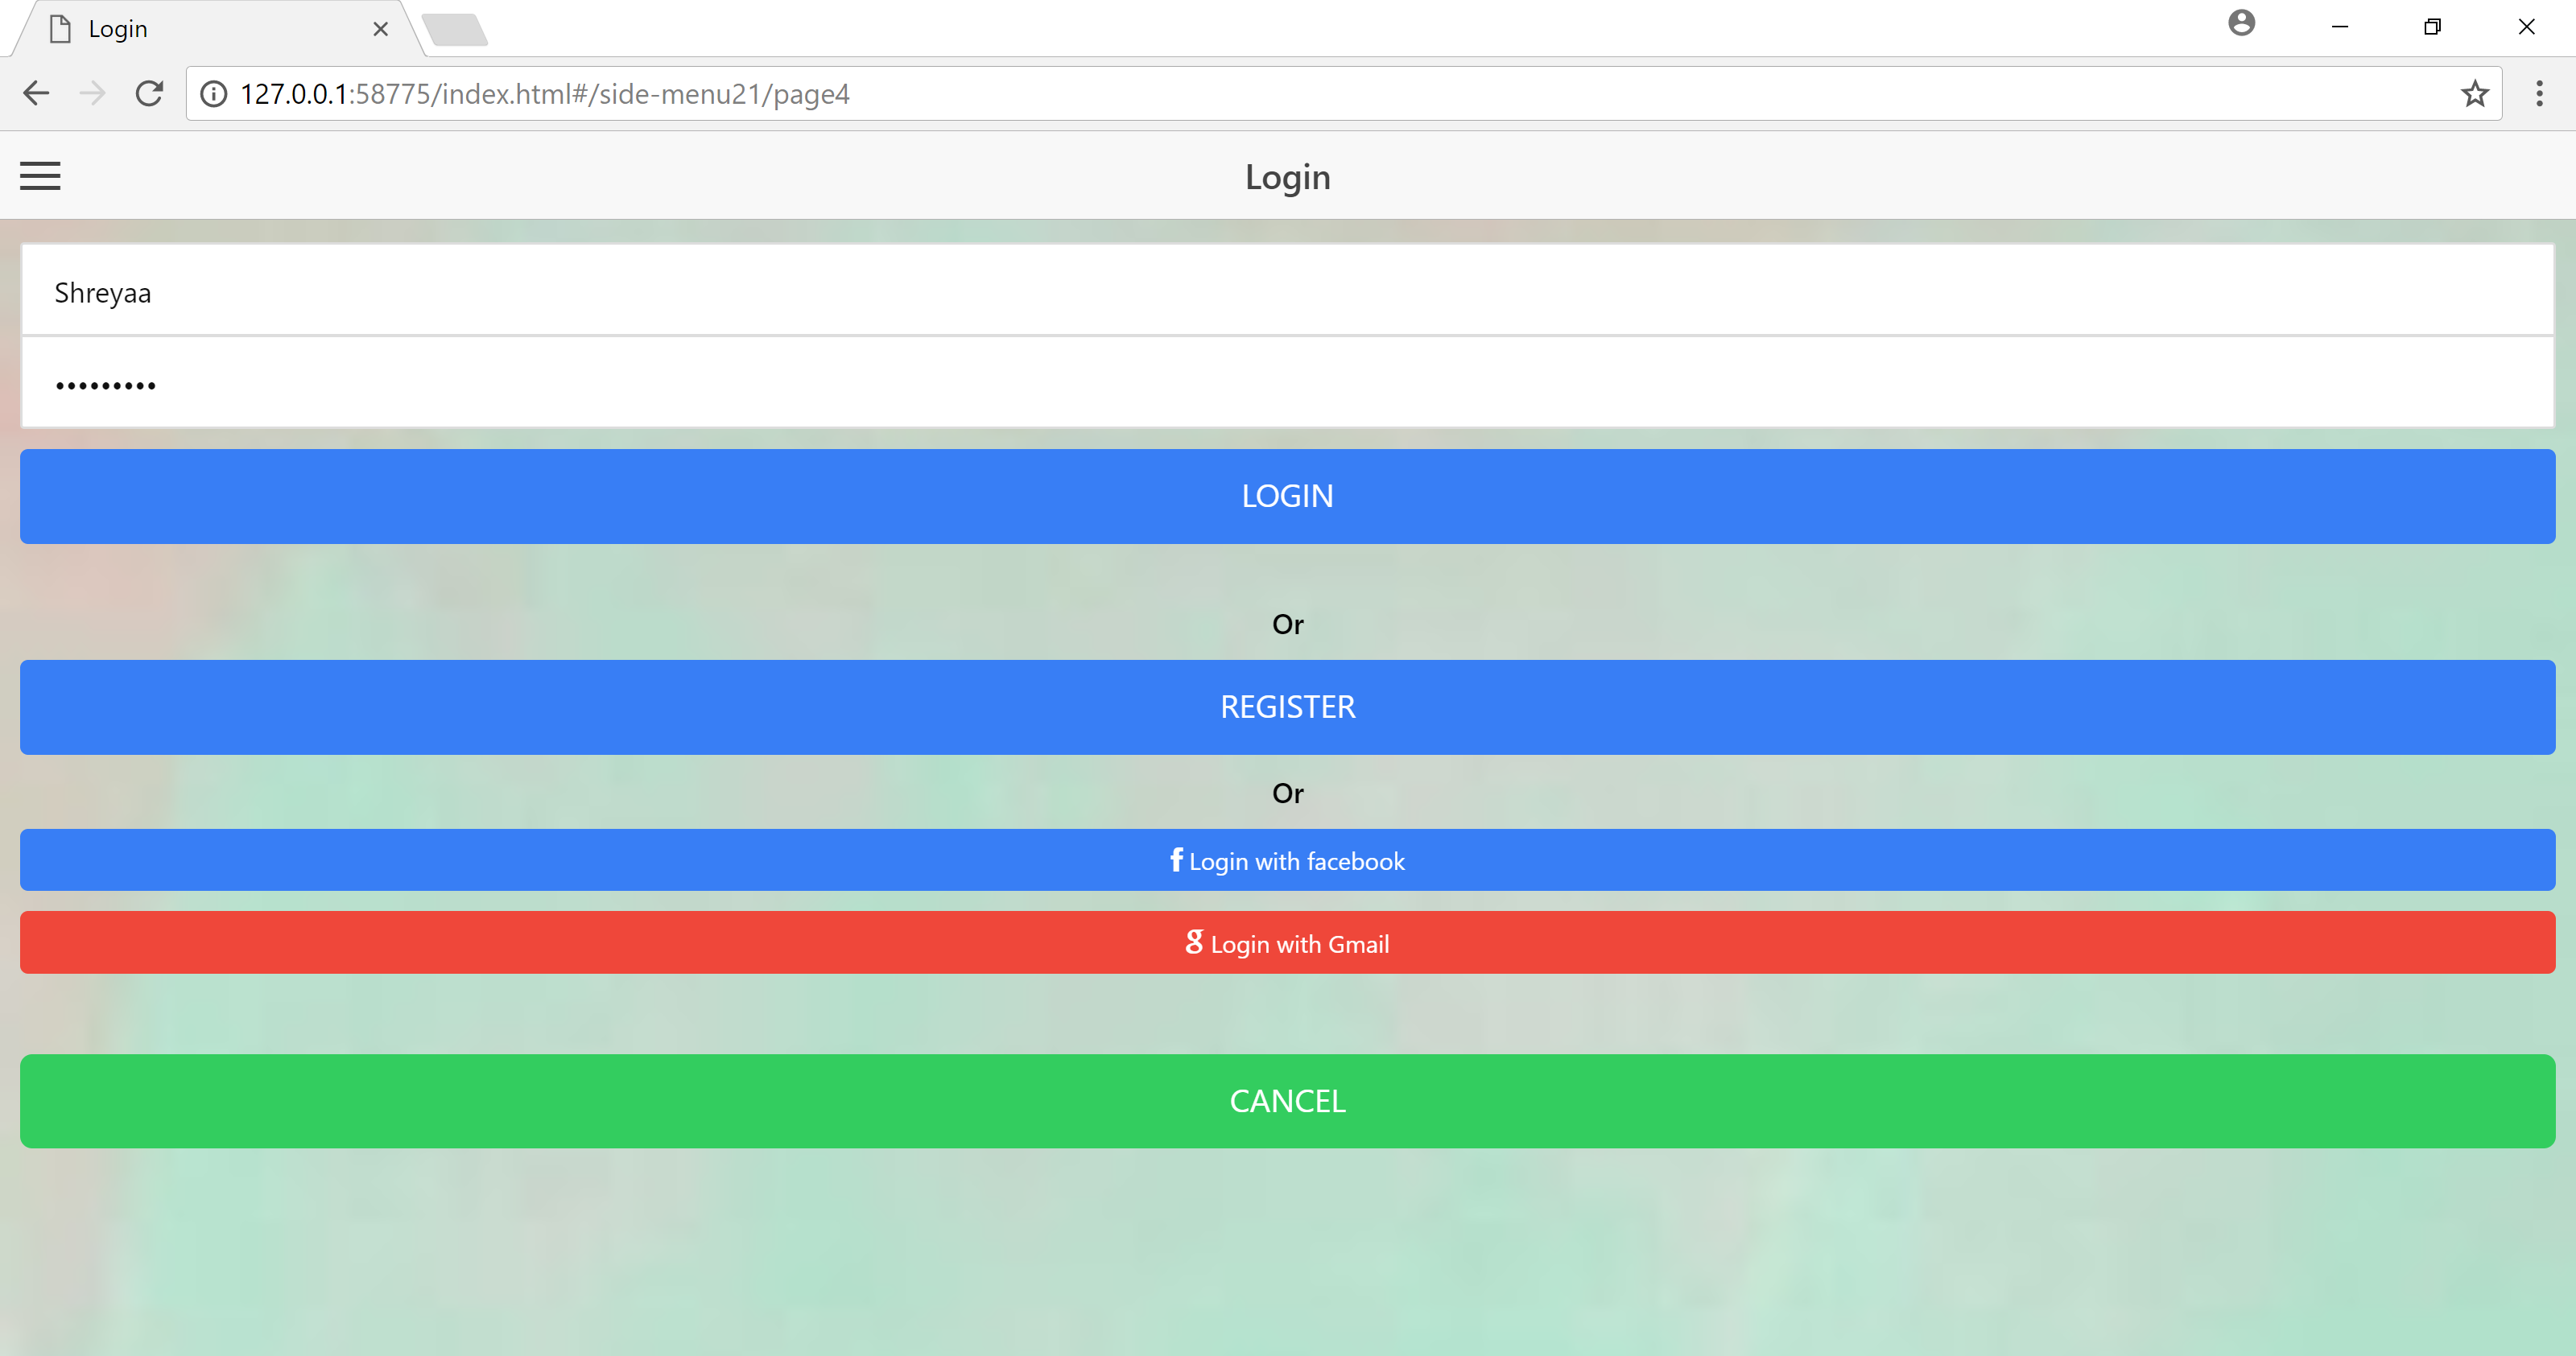 Login
127.0.0.1:58775/index.html#/side-menu21/page4
Login
Shreyaa
•••••••••
LOGIN
Or
REGISTER
Or
f Login with facebook
g Login with Gmail
CANCEL